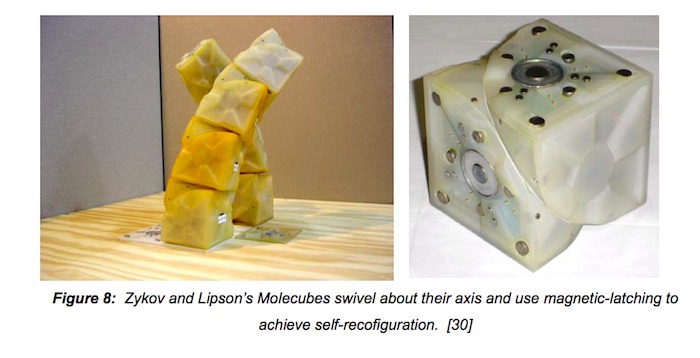 Figure 8: Zykov and Lipson's Molecubes swivel about their axis and use magnetic-latching to
achieve self-recofiguration. [30]